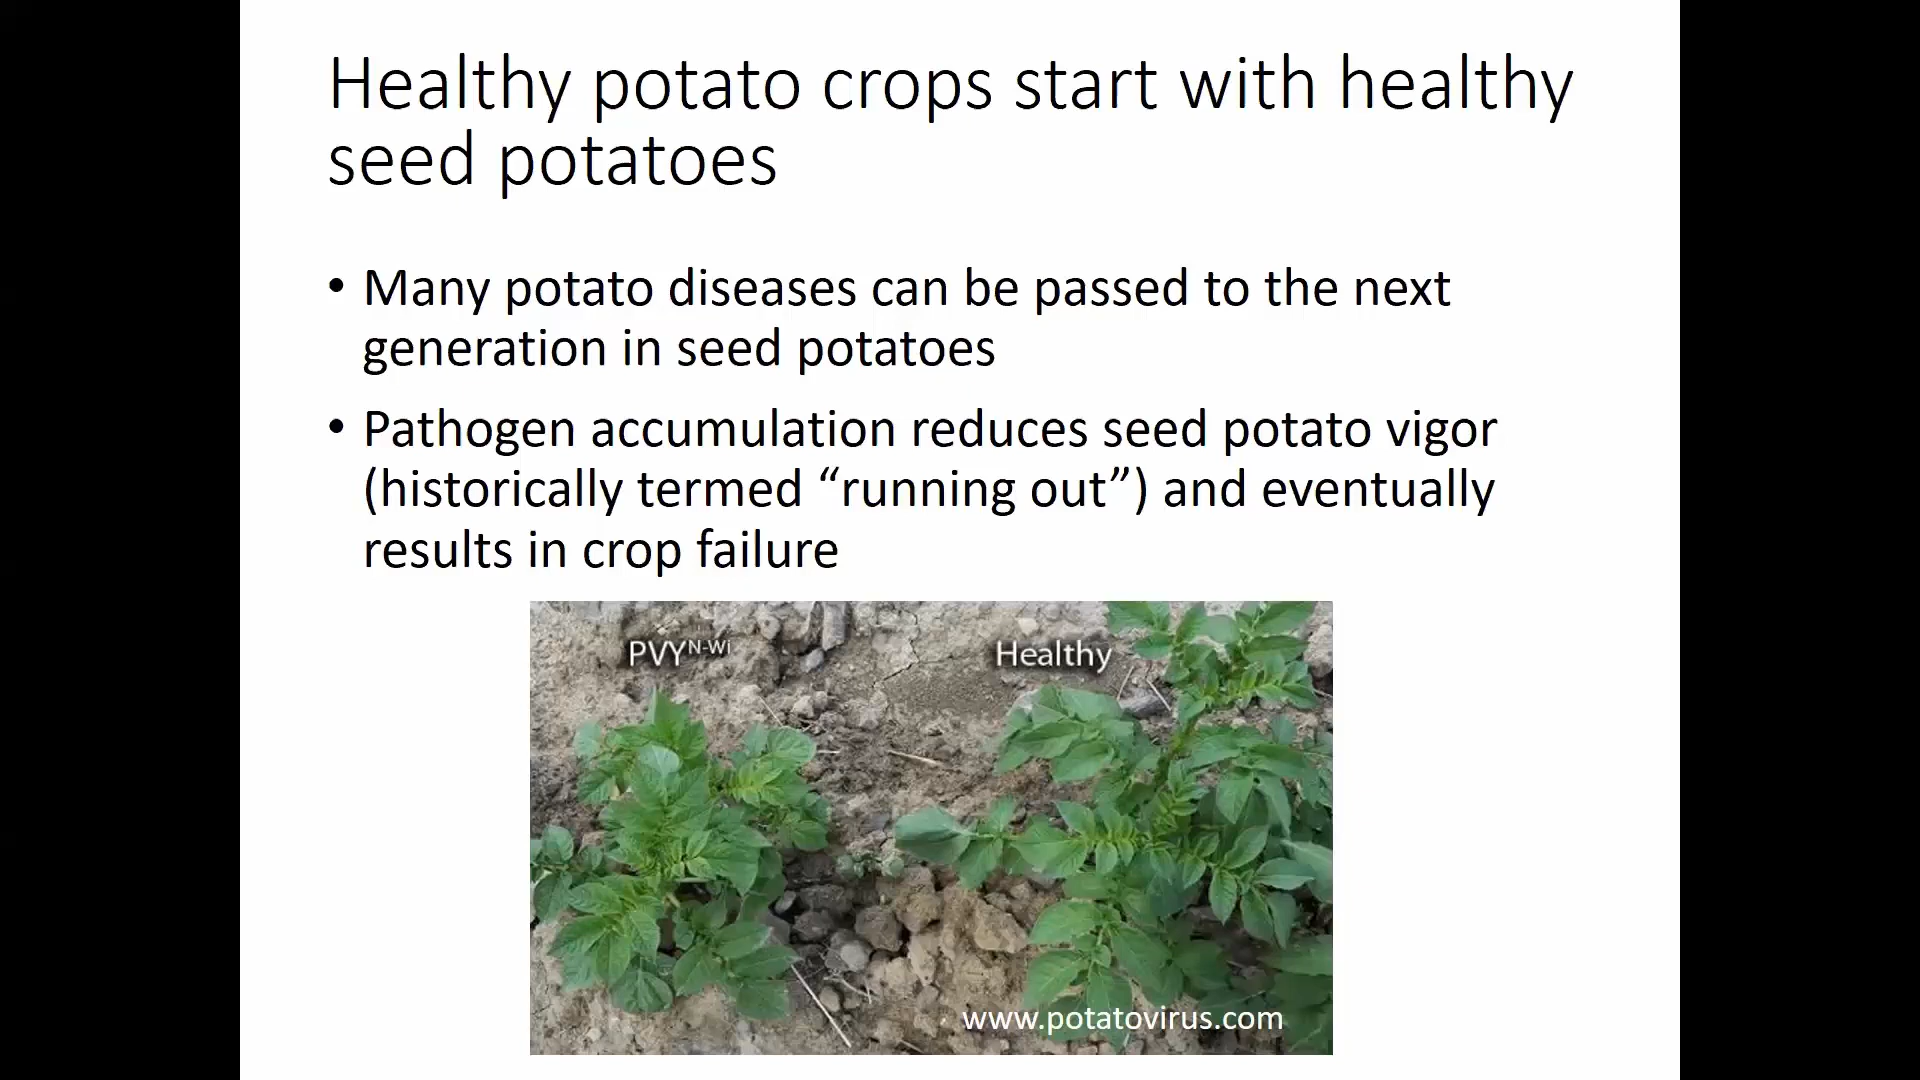 Healthy potato crops start with healthy
seed potatoes
• Many potato diseases can be passed to the next
generation in seed potatoes
• Pathogen accumulation reduces seed potato vigor
(historically termed “running out”) and eventually
results in crop failure
PVYᴺ⁻ᵂⁱ
Healthy
www.potatovirus.com